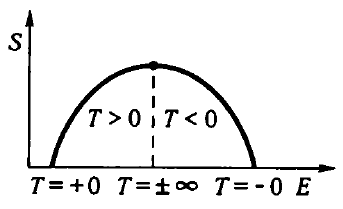 S
T > 0 T < 0
T = +0 T = ± ∞ T = - 0 E